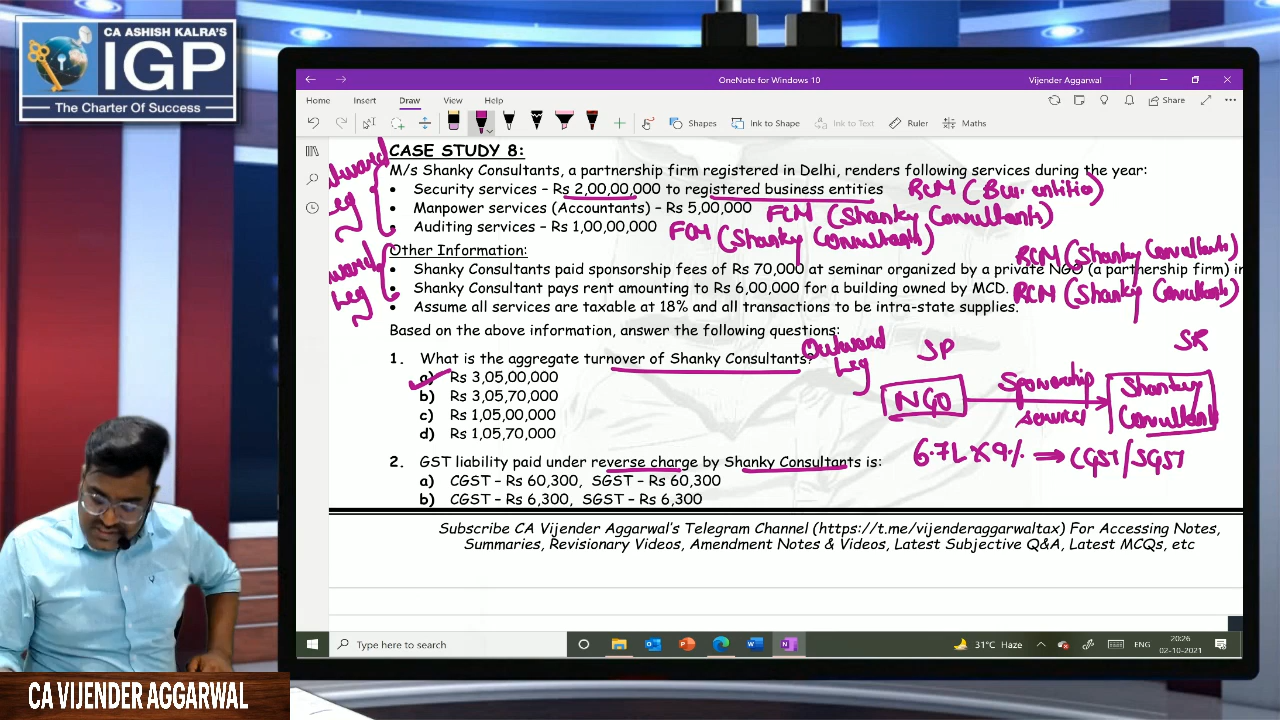 CA ASHISH KALRA'S
IGP
The Charter Of Success
OneNote for Windows 10
Vijender Aggarwal
Home Insert Draw View Help
Share
Shapes Ink to Shape Ink to Text Ruler Maths
CASE STUDY 8:
M/s Shanky Consultants, a partnership firm registered in Delhi, renders following services during the year:
• Security services – Rs 2,00,00,000 to registered business entities RCM (Bus. entities)
• Manpower services (Accountants) – Rs 5,00,000 FCM (Shanky Consultants)
• Auditing services – Rs 1,00,00,000 FCM (Shanky Consultants)
Leg
Other Information:
RCM (Shanky Consultants)
• Shanky Consultants paid sponsorship fees of Rs 70,000 at seminar organized by a private NGO (a partnership firm) in
• Shanky Consultant pays rent amounting to Rs 6,00,000 for a building owned by MCD. RCM (Shanky Consultants)
Leg
• Assume all services are taxable at 18% and all transactions to be intra-state supplies.
Based on the above information, answer the following questions:
1. What is the aggregate turnover of Shanky Consultants?
Outward Leg
SP
SR
a) Rs 3,05,00,000
b) Rs 3,05,70,000
c) Rs 1,05,00,000
d) Rs 1,05,70,000
NGO
Sponsorship services
Shanky Consultant
2. GST liability paid under reverse charge by Shanky Consultants is:
6.7L X 9% ⇒ CGST/SGST
a) CGST – Rs 60,300, SGST – Rs 60,300
b) CGST – Rs 6,300, SGST – Rs 6,300
Subscribe CA Vijender Aggarwal's Telegram Channel (https://t.me/vijenderaggarwaltax) For Accessing Notes,
Summaries, Revisionary Videos, Amendment Notes & Videos, Latest Subjective Q&A, Latest MCQs, etc
Type here to search
31°C Haze
ENG
20:26
02-10-2021
CA VIJENDER AGGARWAL